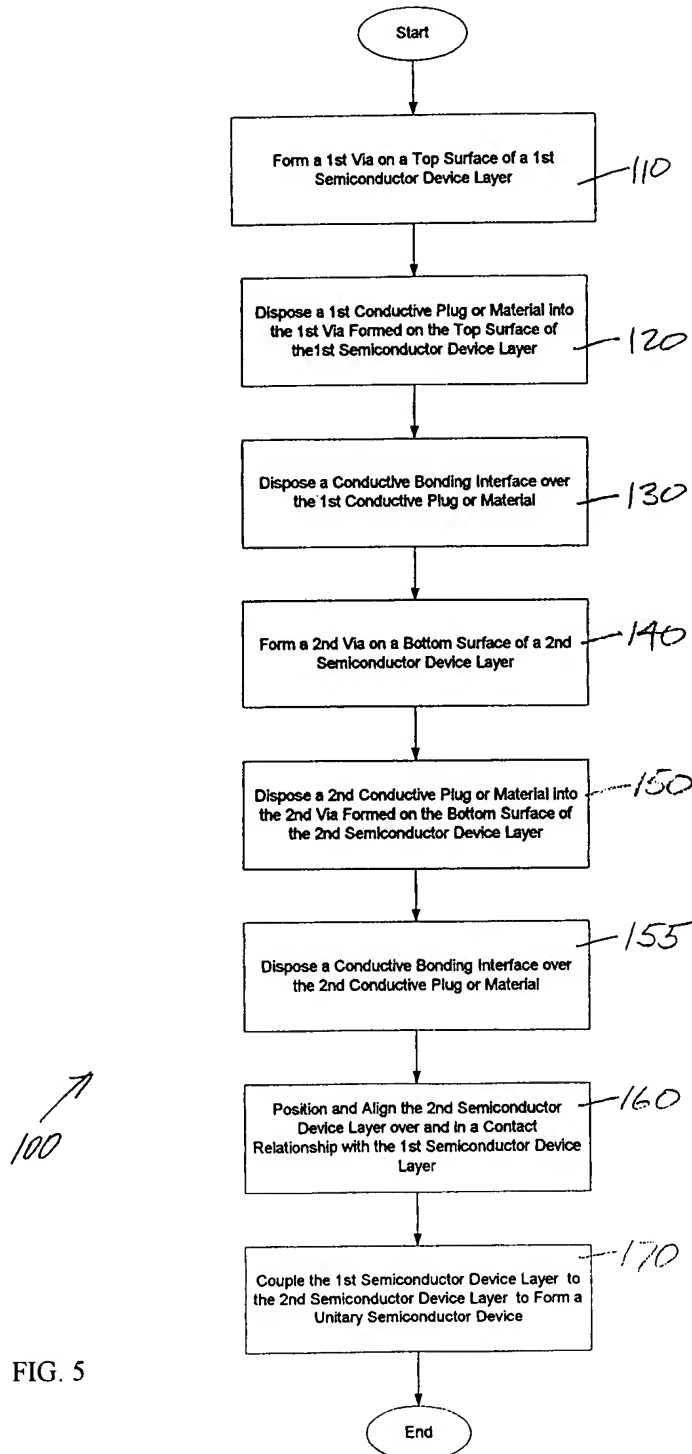 Start
Form a 1st Via on a Top Surface of a 1st
Semiconductor Device Layer
110
Dispose a 1st Conductive Plug or Material into
the 1st Via Formed on the Top Surface of
the1st Semiconductor Device Layer
120
Dispose a Conductive Bonding Interface over
the 1st Conductive Plug or Material
130
Form a 2nd Via on a Bottom Surface of a 2nd
Semiconductor Device Layer
140
Dispose a 2nd Conductive Plug or Material into
the 2nd Via Formed on the Bottom Surface of
the 2nd Semiconductor Device Layer
150
Dispose a Conductive Bonding Interface over
the 2nd Conductive Plug or Material
155
Position and Align the 2nd Semiconductor
Device Layer over and in a Contact
Relationship with the 1st Semiconductor Device
Layer
160
100
Couple the 1st Semiconductor Device Layer to
the 2nd Semiconductor Device Layer to Form a
Unitary Semiconductor Device
170
FIG. 5
End